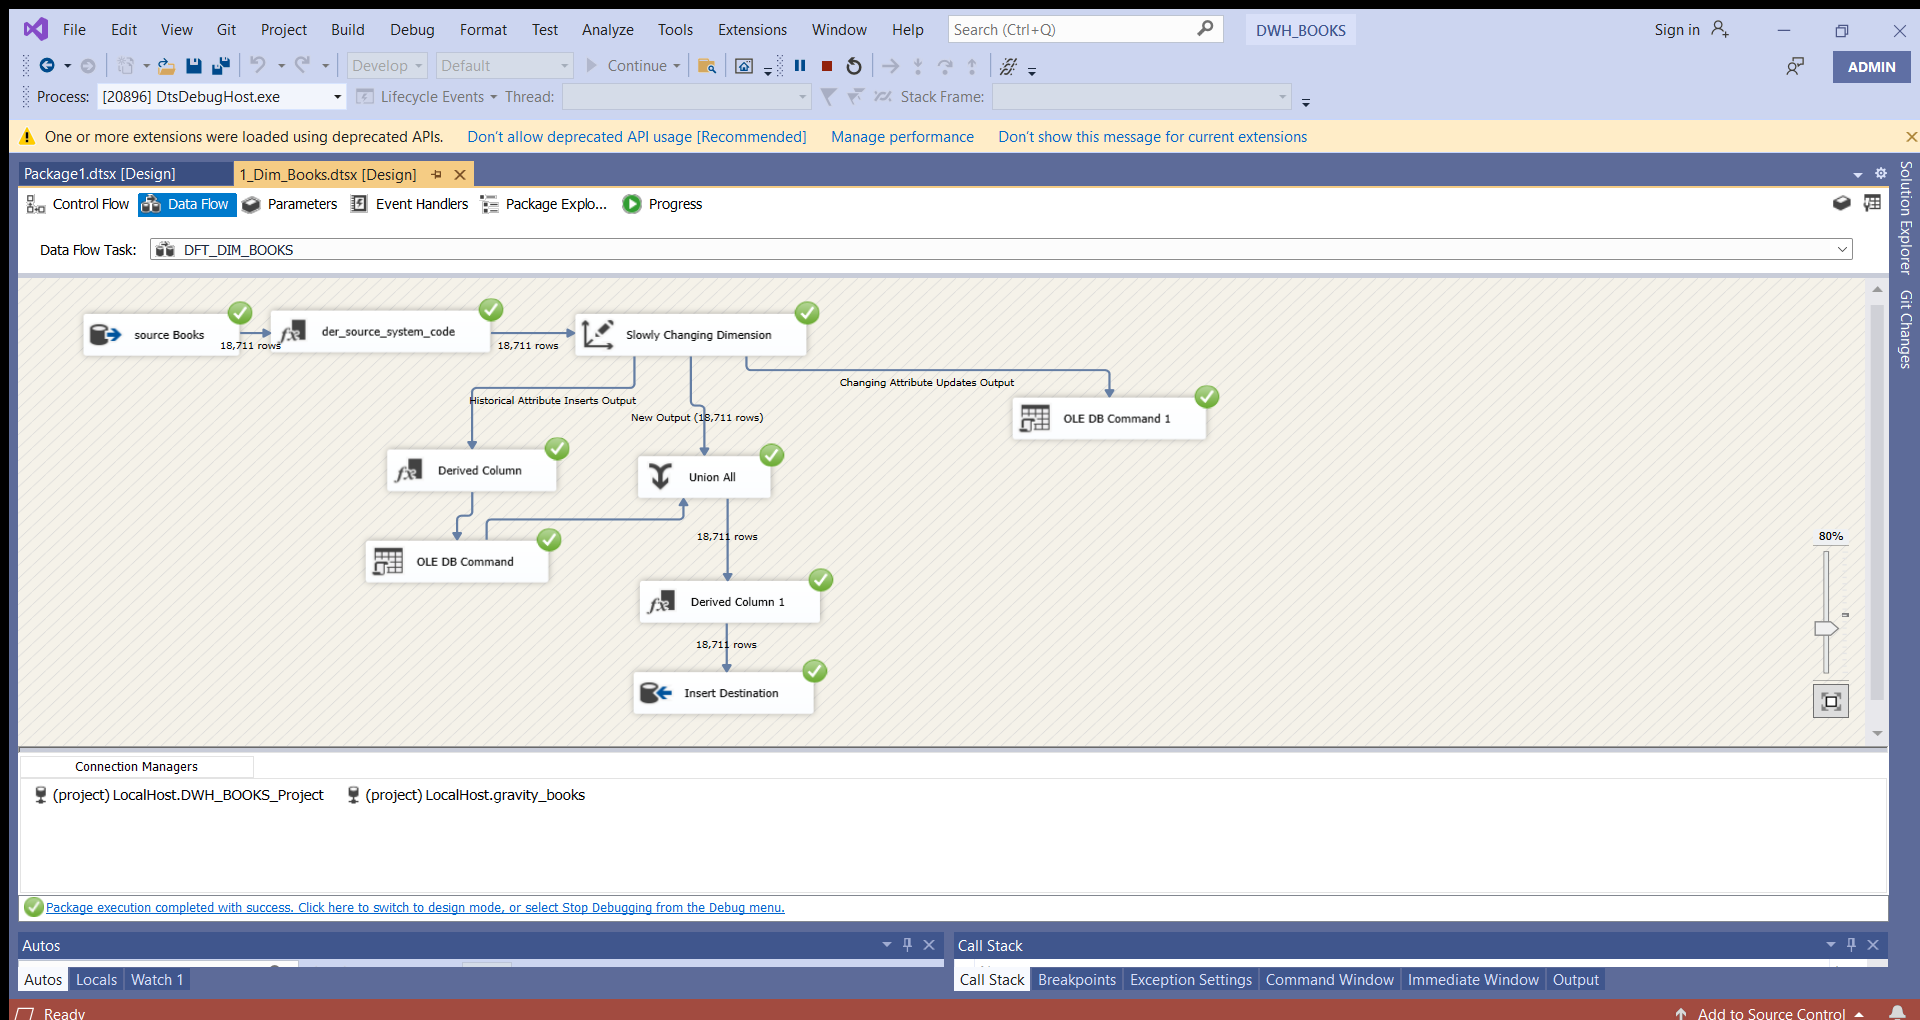 File Edit View Git Project Build Debug Format Test Analyze Tools Extensions Window Help Search (Ctrl+Q) DWH_BOOKS Sign in
Develop Default Continue ADMIN
Process: [20896] DtsDebugHost.exe Lifecycle Events Thread: Stack Frame:
One or more extensions were loaded using deprecated APIs. Don't allow deprecated API usage [Recommended] Manage performance Don't show this message for current extensions
Package1.dtsx [Design] 1_Dim_Books.dtsx [Design]
Control Flow Data Flow Parameters Event Handlers Package Explo... Progress
Data Flow Task: DFT_DIM_BOOKS
Solution Explorer
Git Changes
source Books der_source_system_code Slowly Changing Dimension
18,711 rows 18,711 rows
Changing Attribute Updates Output
Historical Attribute Inserts Output
New Output (18,711 rows)
OLE DB Command 1
Derived Column Union All
18,711 rows
OLE DB Command
Derived Column 1
18,711 rows
Insert Destination
80%
Connection Managers
(project) LocalHost.DWH_BOOKS_Project (project) LocalHost.gravity_books
Package execution completed with success. Click here to switch to design mode, or select Stop Debugging from the Debug menu.
Autos Call Stack
Autos Locals Watch 1 Call Stack Breakpoints Exception Settings Command Window Immediate Window Output
Ready Add to Source Control